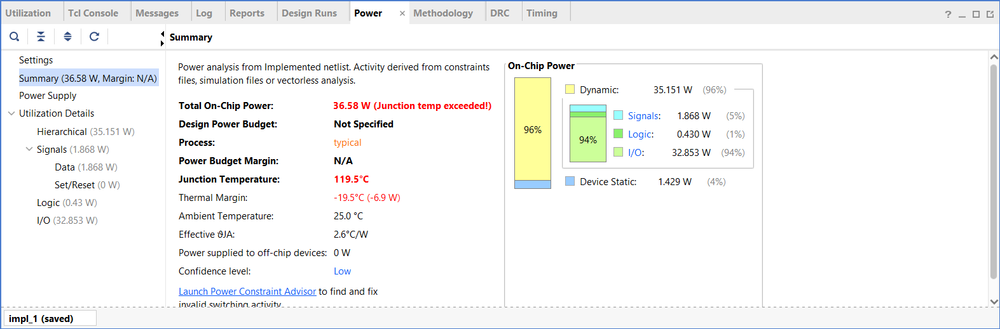 Utilization Tcl Console Messages Log Reports Design Runs Power × Methodology DRC Timing ?
Summary
Settings
Summary (36.58 W, Margin: N/A)
Power Supply
Utilization Details
Hierarchical (35.151 W)
Signals (1.868 W)
Data (1.868 W)
Set/Reset (0 W)
Logic (0.43 W)
I/O (32.853 W)
Power analysis from Implemented netlist. Activity derived from constraints
files, simulation files or vectorless analysis.
Total On-Chip Power: 36.58 W (Junction temp exceeded!)
Design Power Budget: Not Specified
Process: typical
Power Budget Margin: N/A
Junction Temperature: 119.5°C
Thermal Margin: -19.5°C (-6.9 W)
Ambient Temperature: 25.0 °C
Effective ϑJA: 2.6°C/W
Power supplied to off-chip devices: 0 W
Confidence level: Low
Launch Power Constraint Advisor to find and fix
invalid switching activity
On-Chip Power
96%
Dynamic: 35.151 W (96%)
94%
Signals: 1.868 W (5%)
Logic: 0.430 W (1%)
I/O: 32.853 W (94%)
Device Static: 1.429 W (4%)
impl_1 (saved)